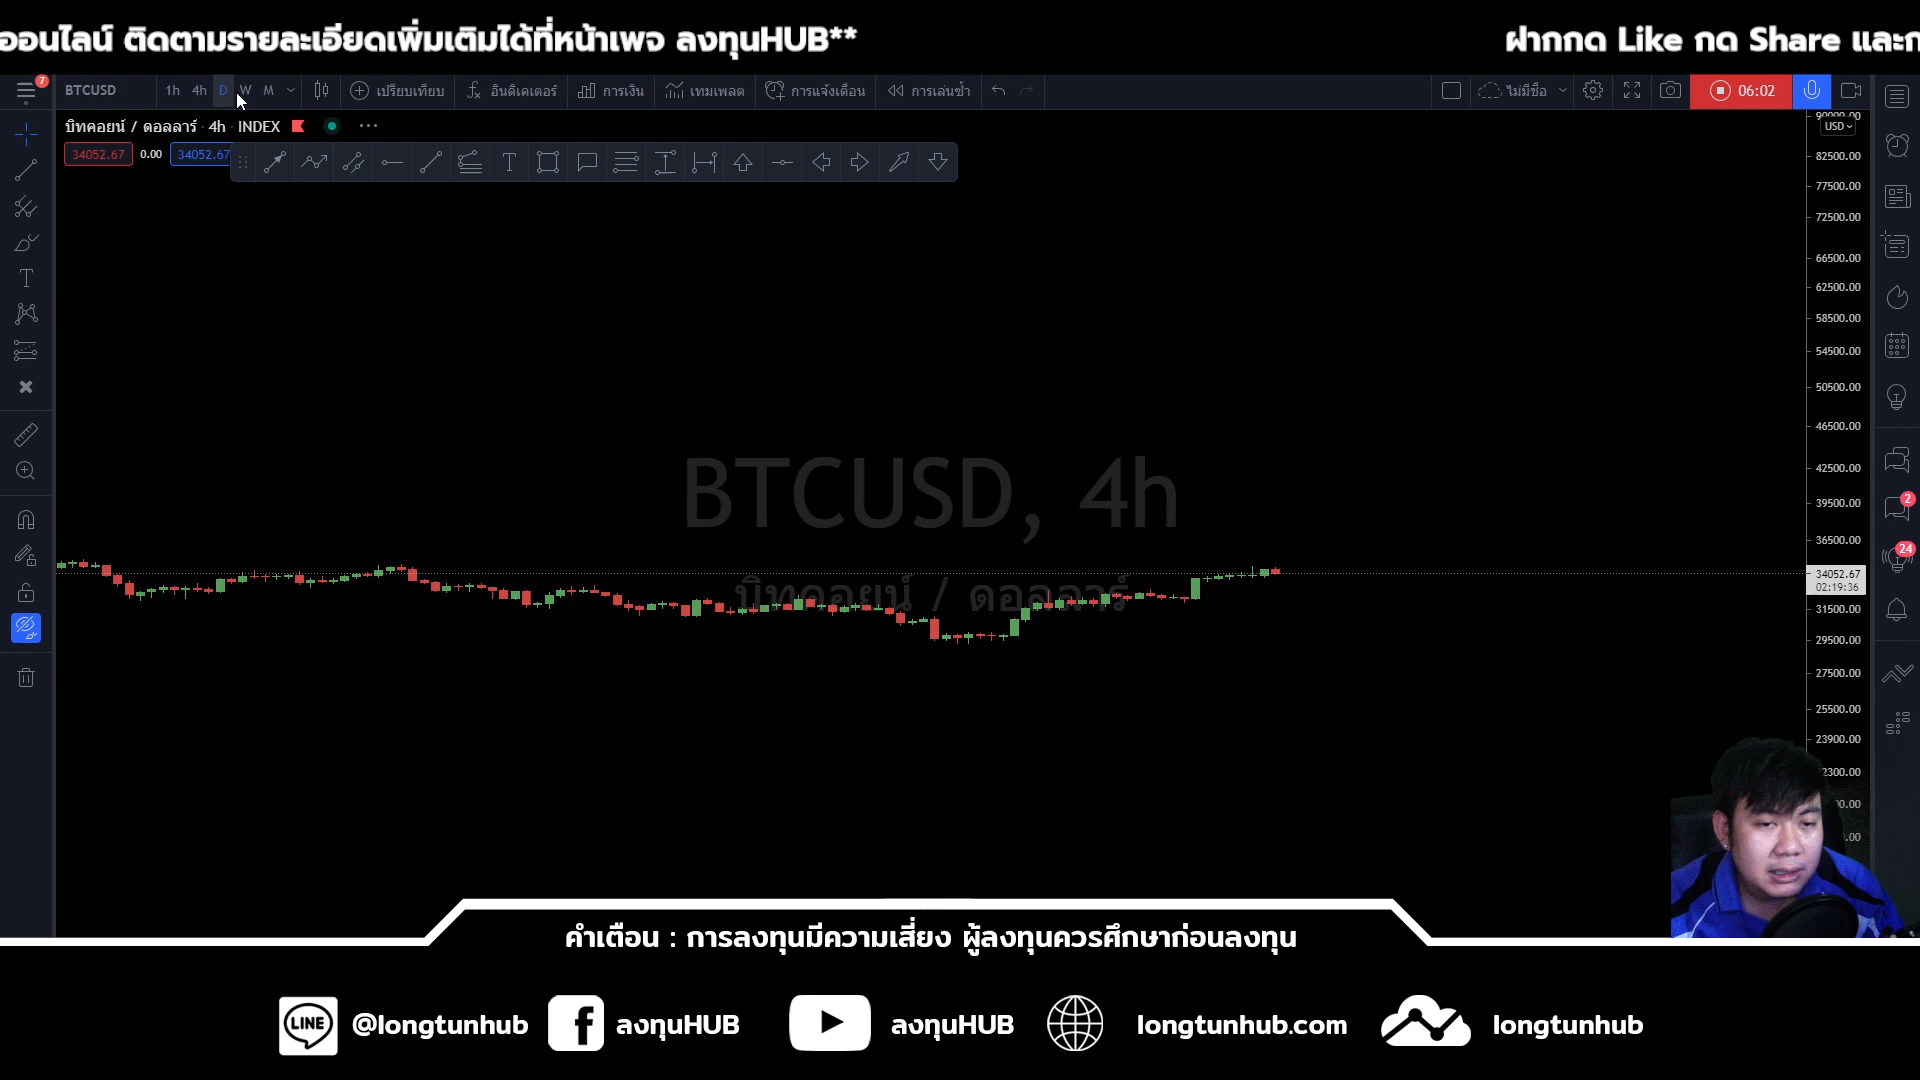 ออนไลน์ ติดตามรายละเอียดเพิ่มเติมได้ที่หน้าเพจ ลงทุนHUB**
ฝากกด Like กด Share และก
7
BTCUSD
1h 4h D W M
เปรียบเทียบ
อินดิเคเตอร์
การเงิน
เทมเพลต
การแจ้งเตือน
การเล่นซ้ำ
ไม่มีชื่อ
06:02
บิทคอยน์ / ดอลลาร์ · 4h · INDEX
34052.67
0.00
34052.67
90000.00
USD
82500.00
77500.00
72500.00
66500.00
62500.00
58500.00
54500.00
50500.00
46500.00
42500.00
39500.00
36500.00
34052.67
02:19:36
31500.00
29500.00
27500.00
25500.00
23900.00
2
24
BTCUSD, 4h
บิทคอยน์ / ดอลลาร์
คำเตือน : การลงทุนมีความเสี่ยง ผู้ลงทุนควรศึกษาก่อนลงทุน
LINE @longtunhub
ลงทุนHUB
ลงทุนHUB
longtunhub.com
longtunhub